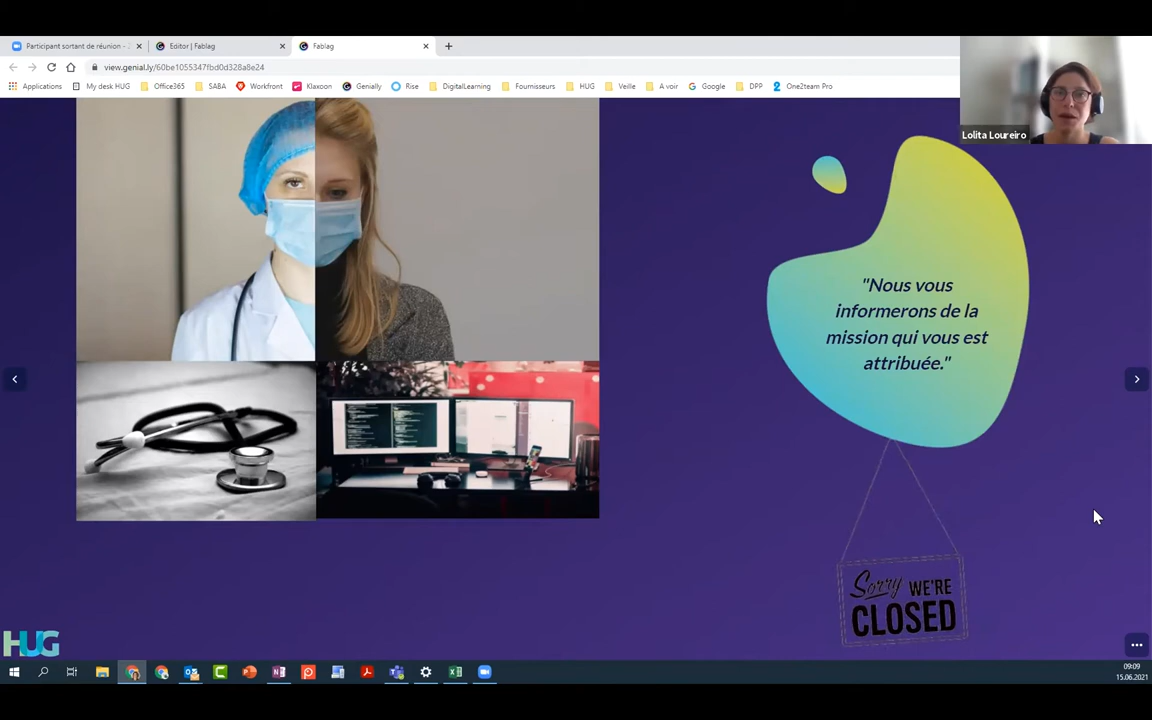 Participant sortant de réunion - 2
Editor | Fablag
Fablag
view.genial.ly/60be1055347fbd0d328a8e24
Applications
My desk HUG
Office365
SABA
Workfront
Klaxoon
Genially
Rise
DigitalLearning
Fournisseurs
HUG
Veille
A voir
Google
DPP
One2team Pro
Lolita Loureiro
"Nous vous
informerons de la
mission qui vous est
attribuée."
Sorry WE'RE
CLOSED
HUG
09:09
15.06.2021